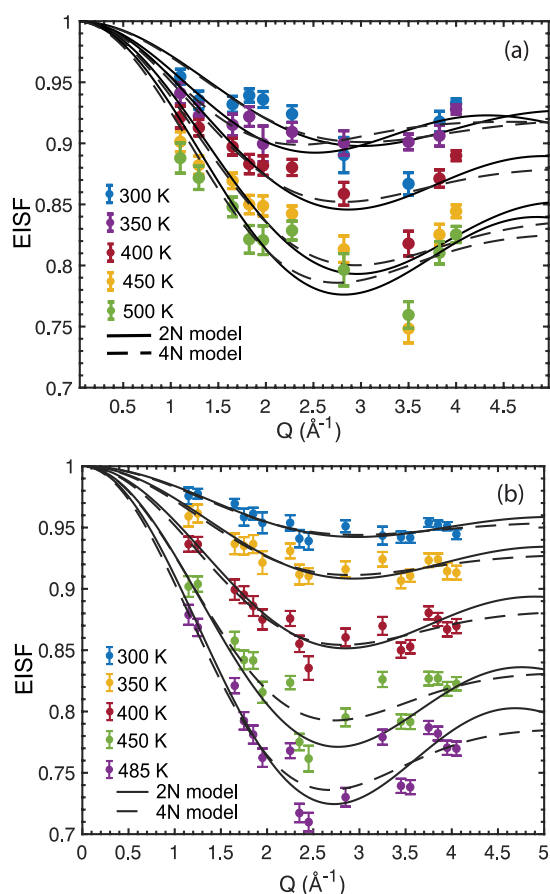 (a)
1
0.95
0.9
0.85
0.8
0.75
0.7
EISF
300 K
350 K
400 K
450 K
500 K
2N model
4N model
0.5 1 1.5 2 2.5 3 3.5 4 4.5
Q (Å⁻¹)
(b)
1
0.95
0.9
0.85
0.8
0.75
0.7
EISF
300 K
350 K
400 K
450 K
485 K
2N model
4N model
0 0.5 1 1.5 2 2.5 3 3.5 4 4.5 5
Q (Å⁻¹)